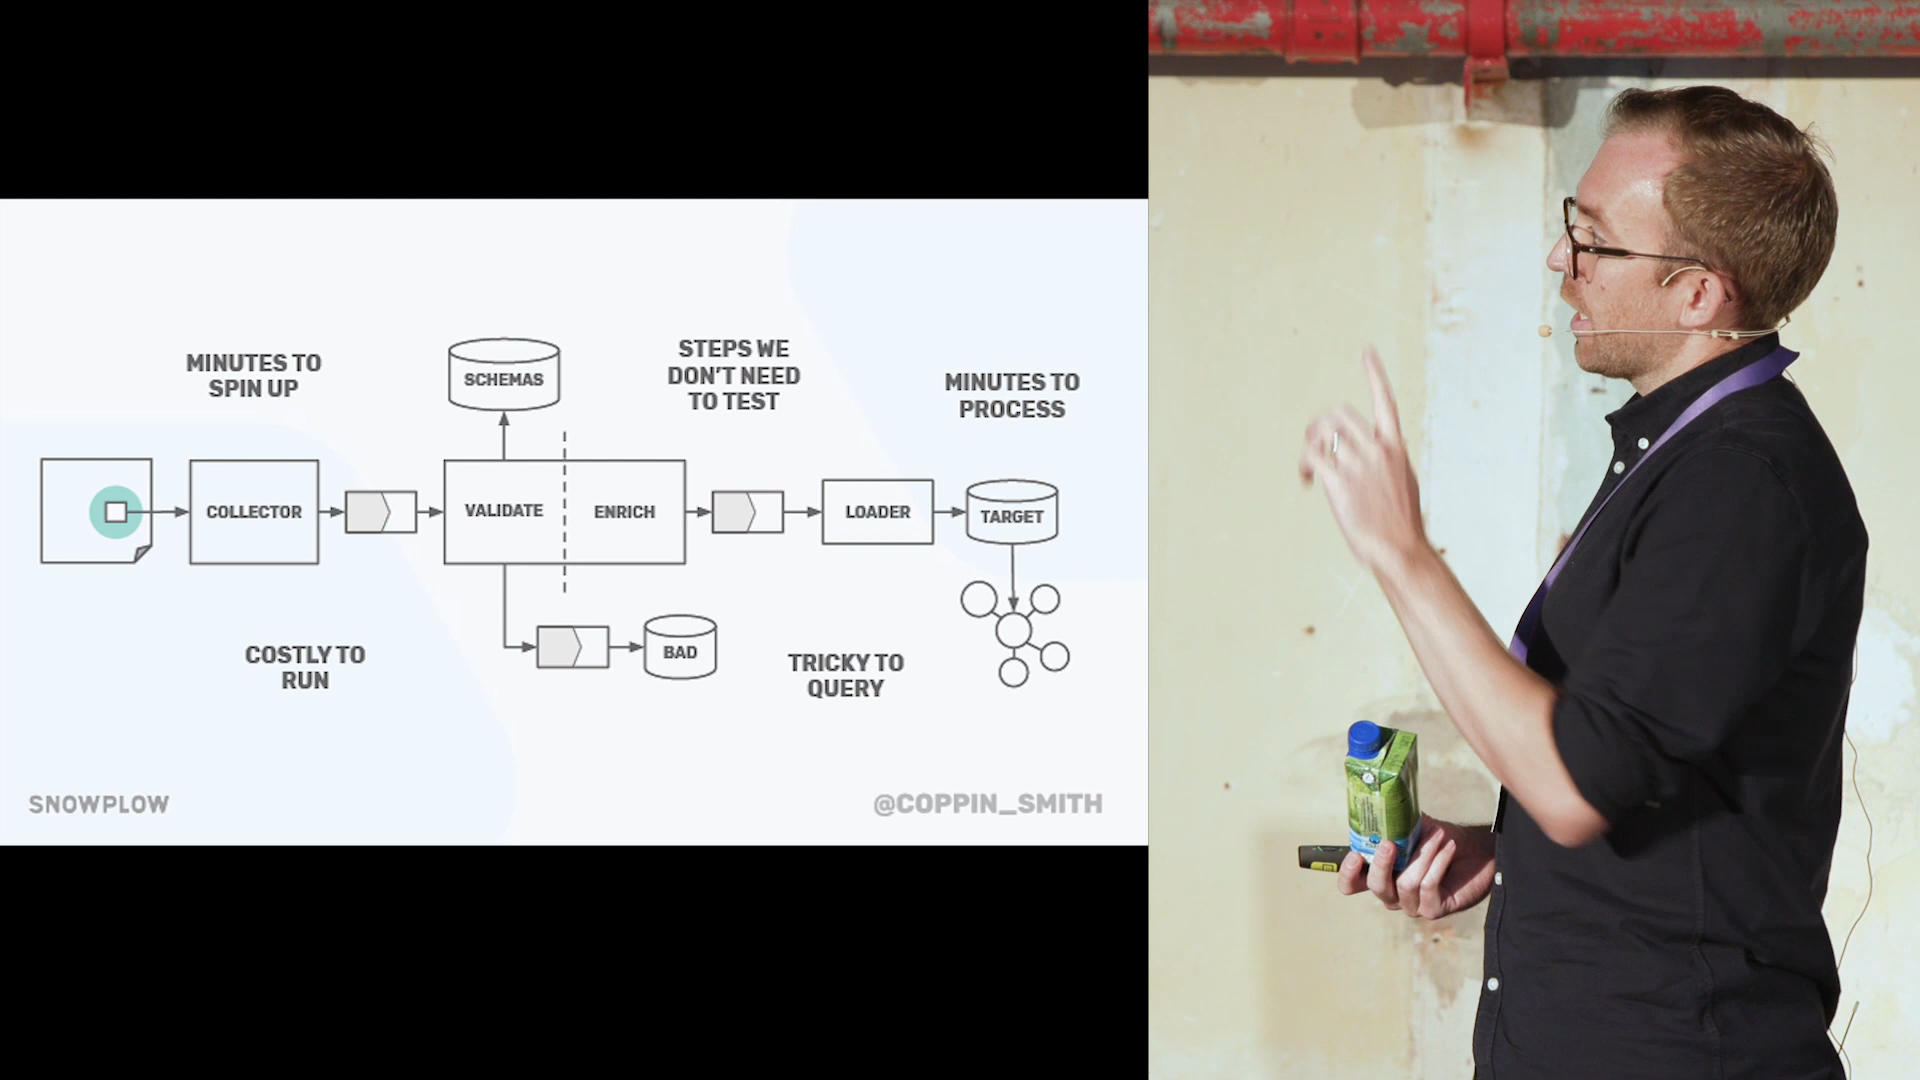 MINUTES TO
SPIN UP
SCHEMAS
STEPS WE
DON'T NEED
TO TEST
MINUTES TO
PROCESS
COLLECTOR
VALIDATE
ENRICH
LOADER
TARGET
COSTLY TO
RUN
BAD
TRICKY TO
QUERY
SNOWPLOW
@COPPIN_SMITH